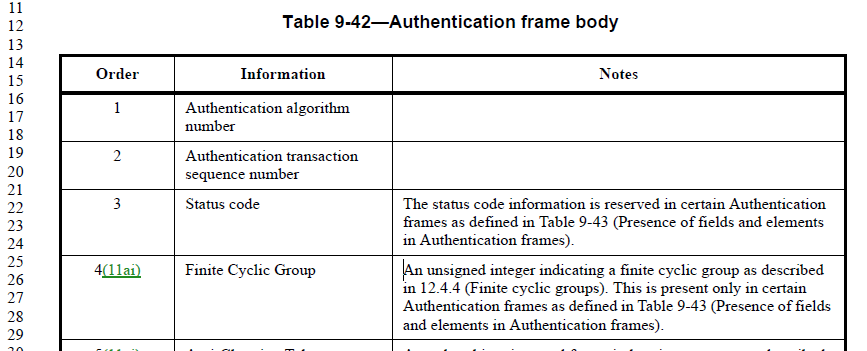 11
12
13
14
15
16
17
18
19
20
21
22
23
24
25
26
27
28
29
Table 9-42—Authentication frame body
Order Information Notes
1 Authentication algorithm
number
2 Authentication transaction
sequence number
3 Status code The status code information is reserved in certain Authentication
frames as defined in Table 9-43 (Presence of fields and elements
in Authentication frames).
4(11ai) Finite Cyclic Group An unsigned integer indicating a finite cyclic group as described
in 12.4.4 (Finite cyclic groups). This is present only in certain
Authentication frames as defined in Table 9-43 (Presence of fields
and elements in Authentication frames).